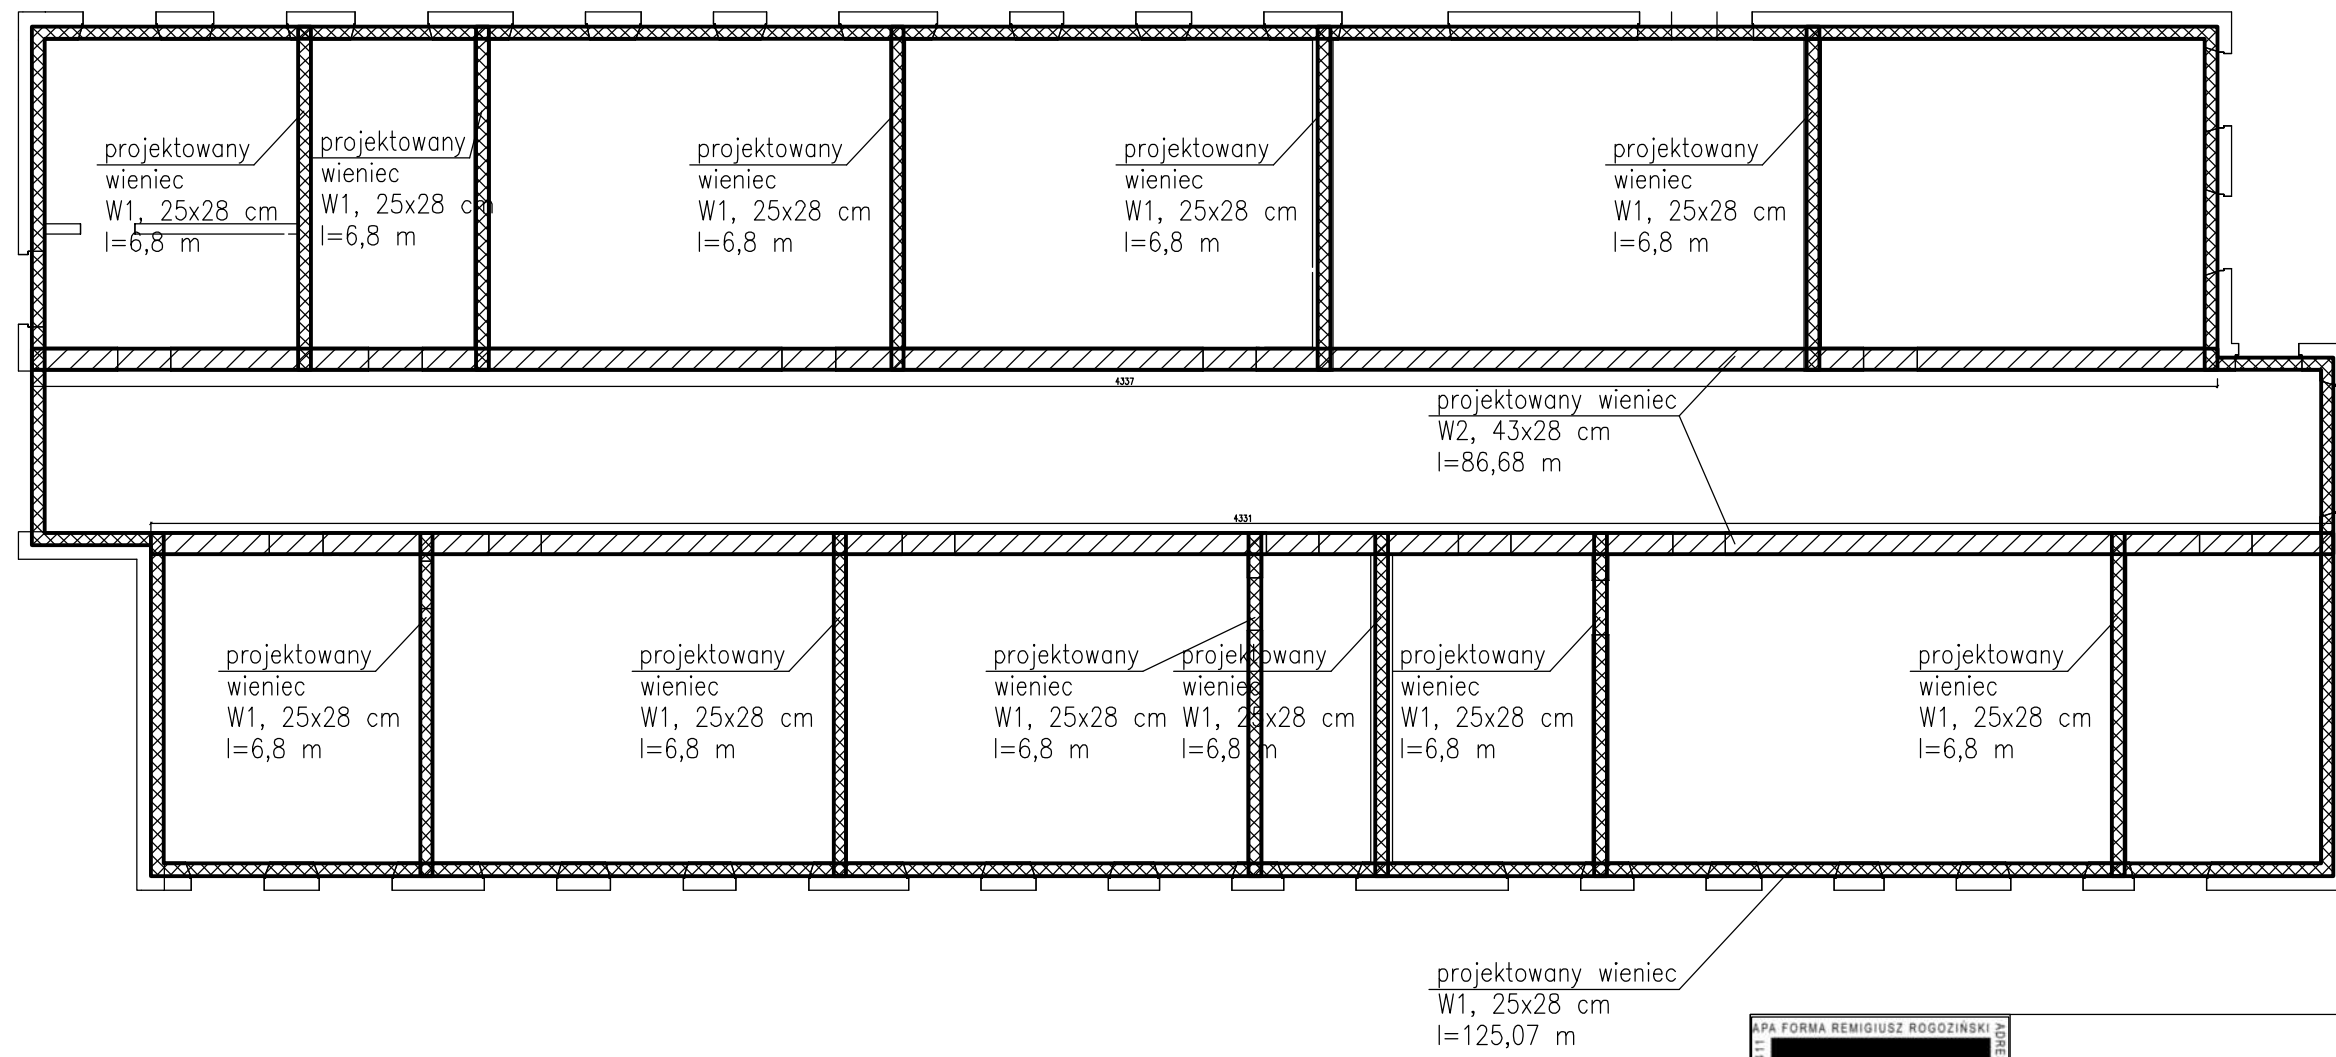 projektowany
wieniec
W1, 25x28 cm
l=6,8 m
projektowany
wieniec
W1, 25x28 cm
l=6,8 m
projektowany
wieniec
W1, 25x28 cm
l=6,8 m
projektowany
wieniec
W1, 25x28 cm
l=6,8 m
projektowany
wieniec
W1, 25x28 cm
l=6,8 m
4337
projektowany wieniec
W2, 43x28 cm
l=86,68 m
4331
projektowany
wieniec
W1, 25x28 cm
l=6,8 m
projektowany
wieniec
W1, 25x28 cm
l=6,8 m
projektowany
wieniec
W1, 25x28 cm
l=6,8 m
projektowany
wieniec
W1, 25x28 cm
l=6,8 m
projektowany
wieniec
W1, 25x28 cm
l=6,8 m
projektowany
wieniec
W1, 25x28 cm
l=6,8 m
projektowany wieniec
W1, 25x28 cm
l=125,07 m
APA FORMA REMIGIUSZ ROGOZIŃSKI